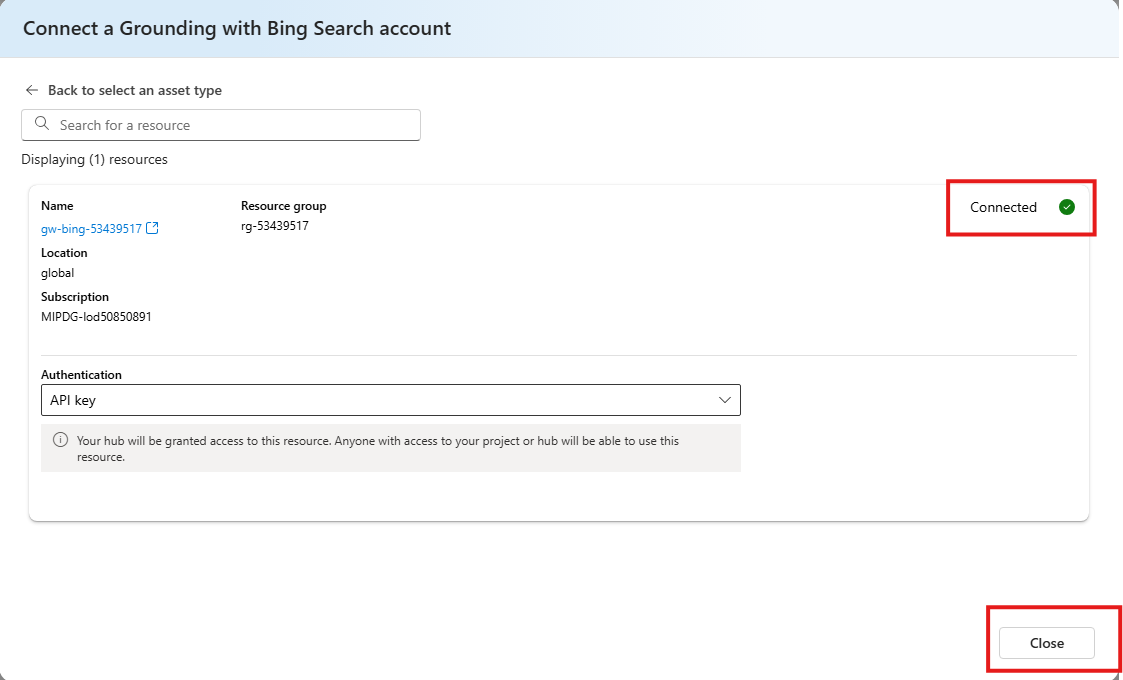 Connect a Grounding with Bing Search account
Back to select an asset type
Search for a resource
Displaying (1) resources
Name
gw-bing-53439517
Resource group
rg-53439517
Connected
Location
global
Subscription
MIPDG-lod50850891
Authentication
API key
Your hub will be granted access to this resource. Anyone with access to your project or hub will be able to use this
resource.
Close